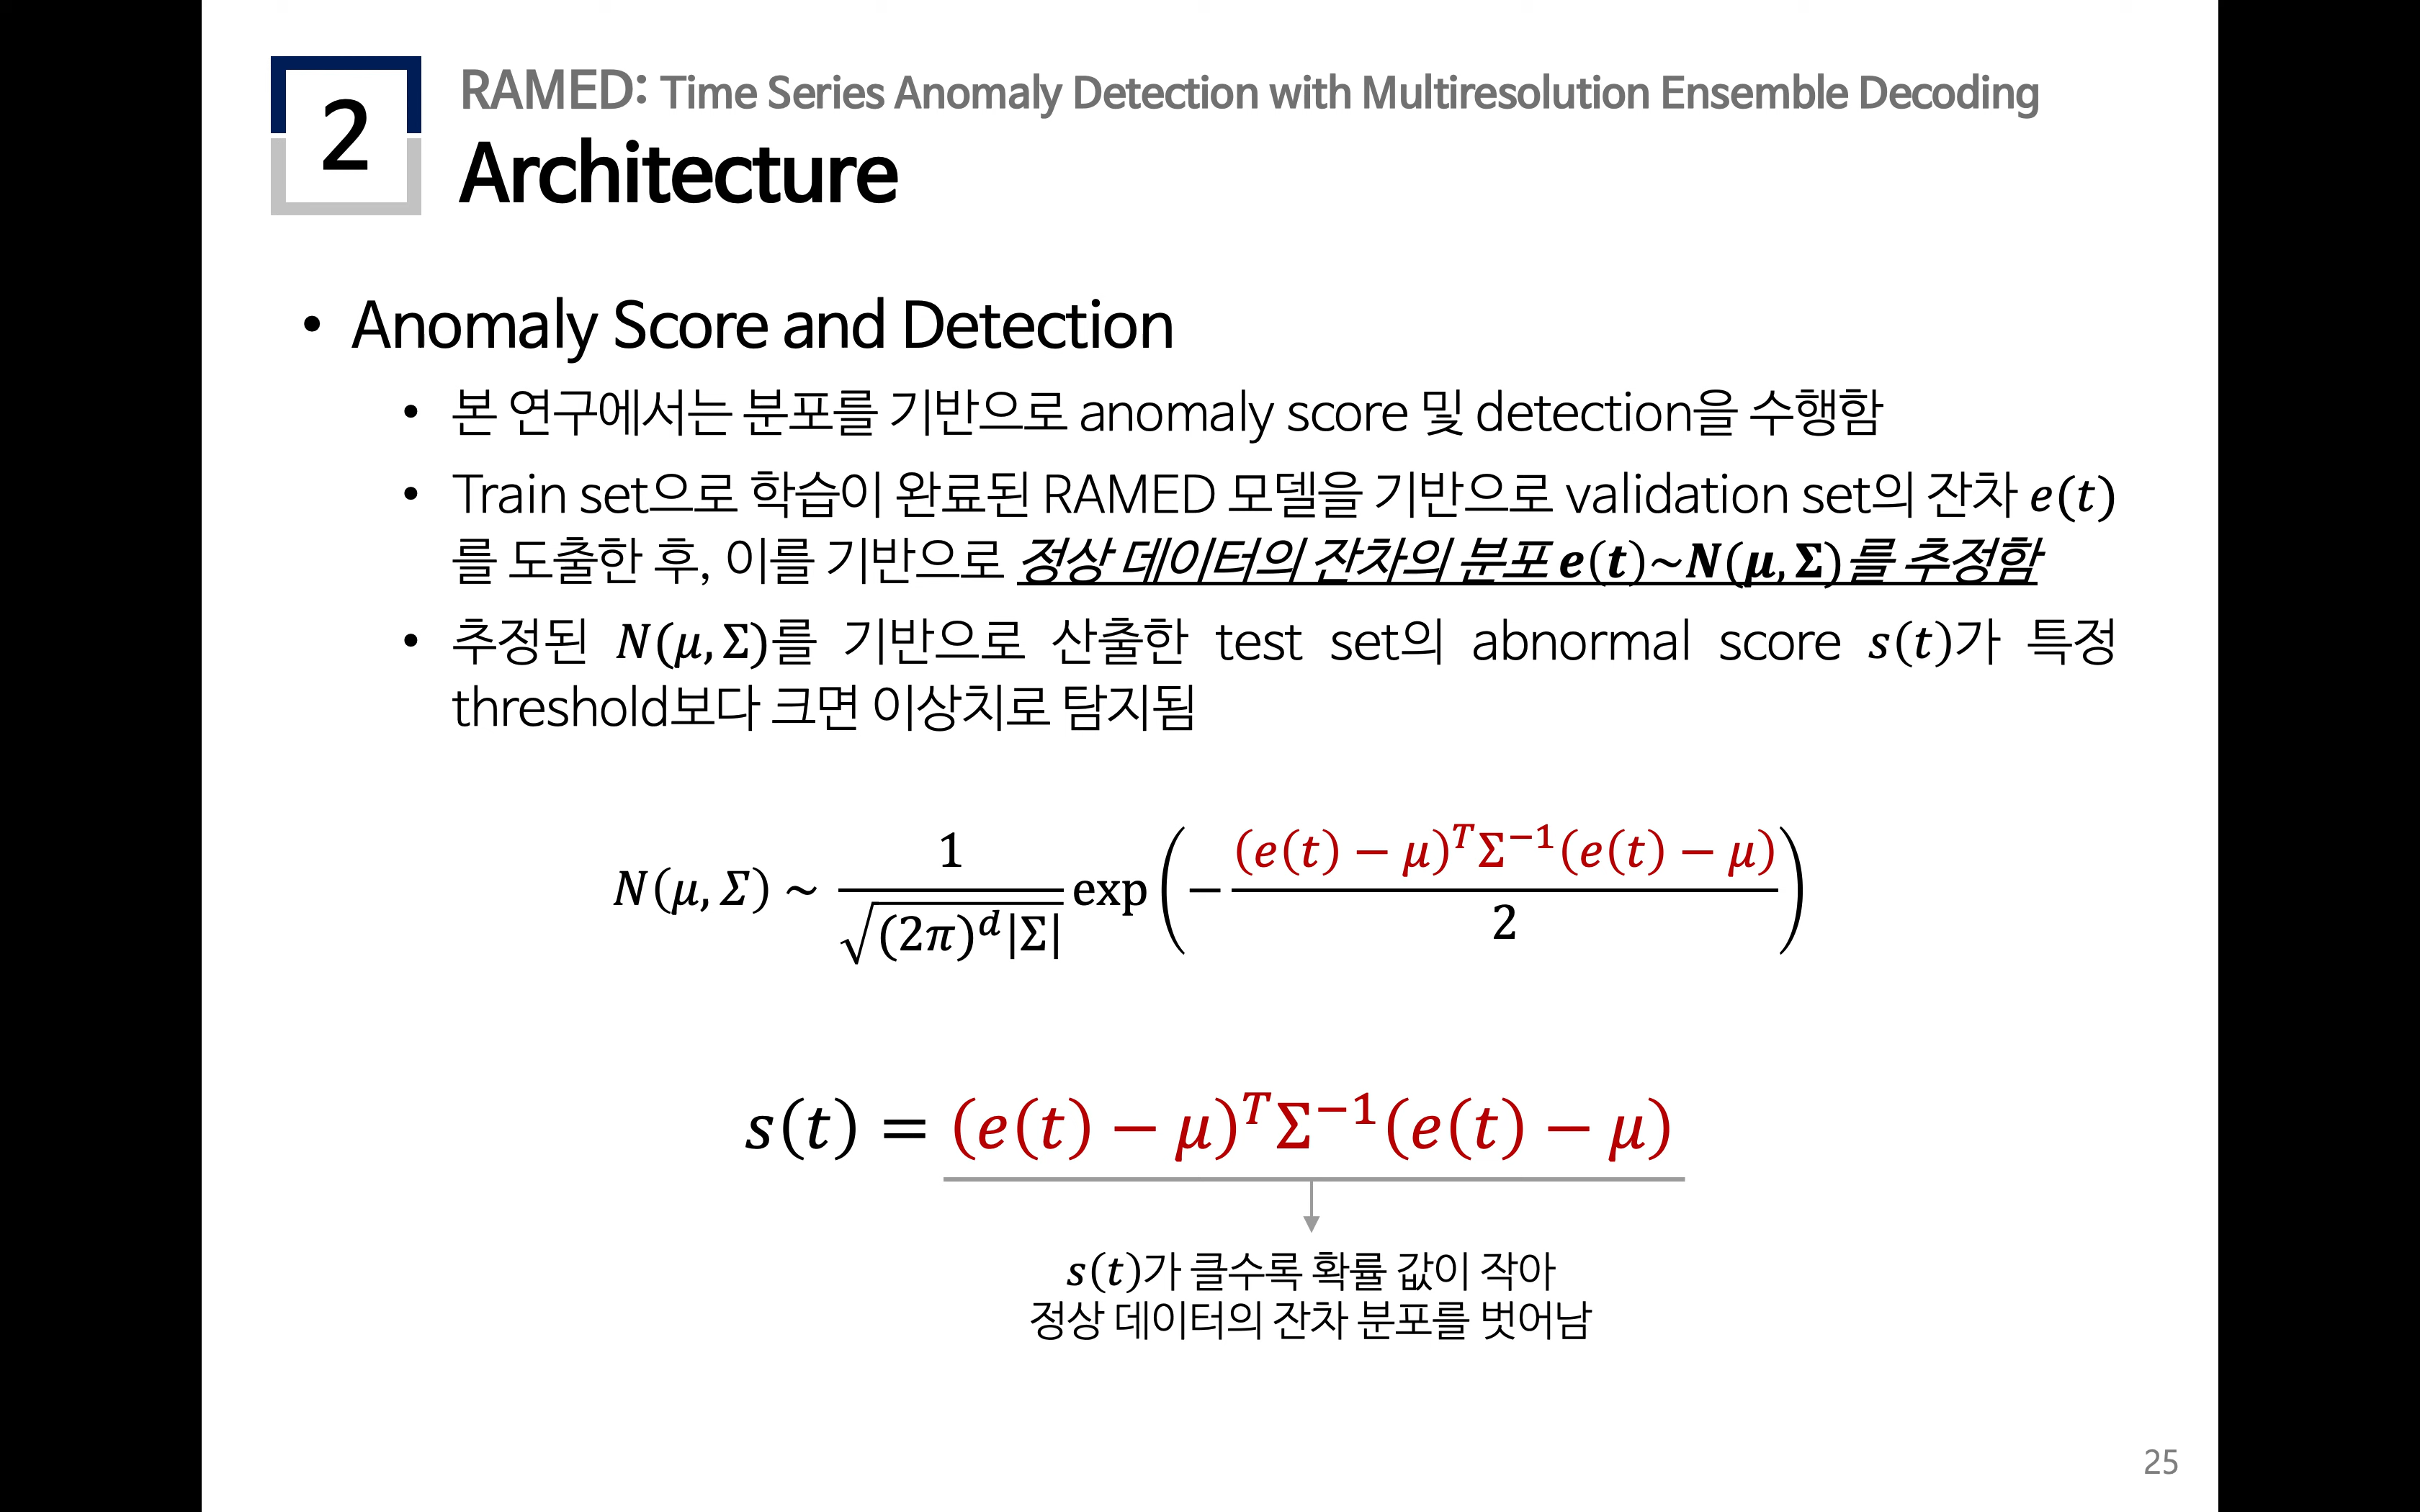 2
RAMED: Time Series Anomaly Detection with Multiresolution Ensemble Decoding
Architecture
• Anomaly Score and Detection
• 본 연구에서는 분포를 기반으로 anomaly score 및 detection을 수행함
• Train set으로 학습이 완료된 RAMED 모델을 기반으로 validation set의 잔차 e(t)
를 도출한 후, 이를 기반으로 정상 데이터의 잔차의 분포 e(t)~N(μ, Σ)를 추정함
• 추정된 N(μ, Σ)를 기반으로 산출한 test set의 abnormal score s(t)가 특정
threshold보다 크면 이상치로 탐지됨
N(μ, Σ) ~ 1 / √((2π)^d |Σ|) exp(−(e(t) − μ)^T Σ^−1 (e(t) − μ) / 2)
s(t) = (e(t) − μ)^T Σ^−1 (e(t) − μ)
s(t)가 클수록 확률 값이 작아
정상 데이터의 잔차 분포를 벗어남
25